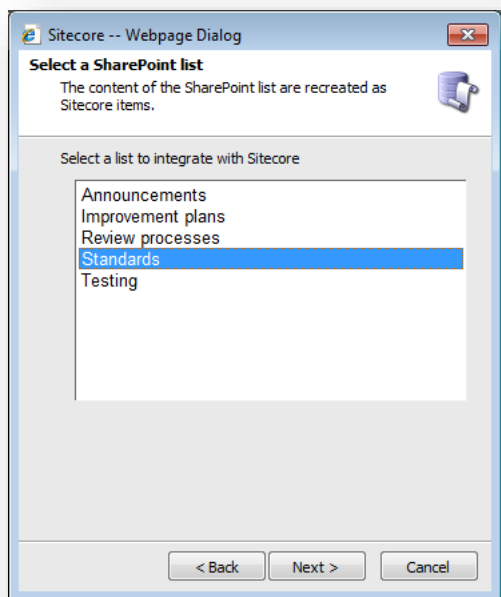 Sitecore -- Webpage Dialog
Select a SharePoint list
The content of the SharePoint list are recreated as
Sitecore items.
Select a list to integrate with Sitecore
Announcements
Improvement plans
Review processes
Standards
Testing
< Back
Next >
Cancel